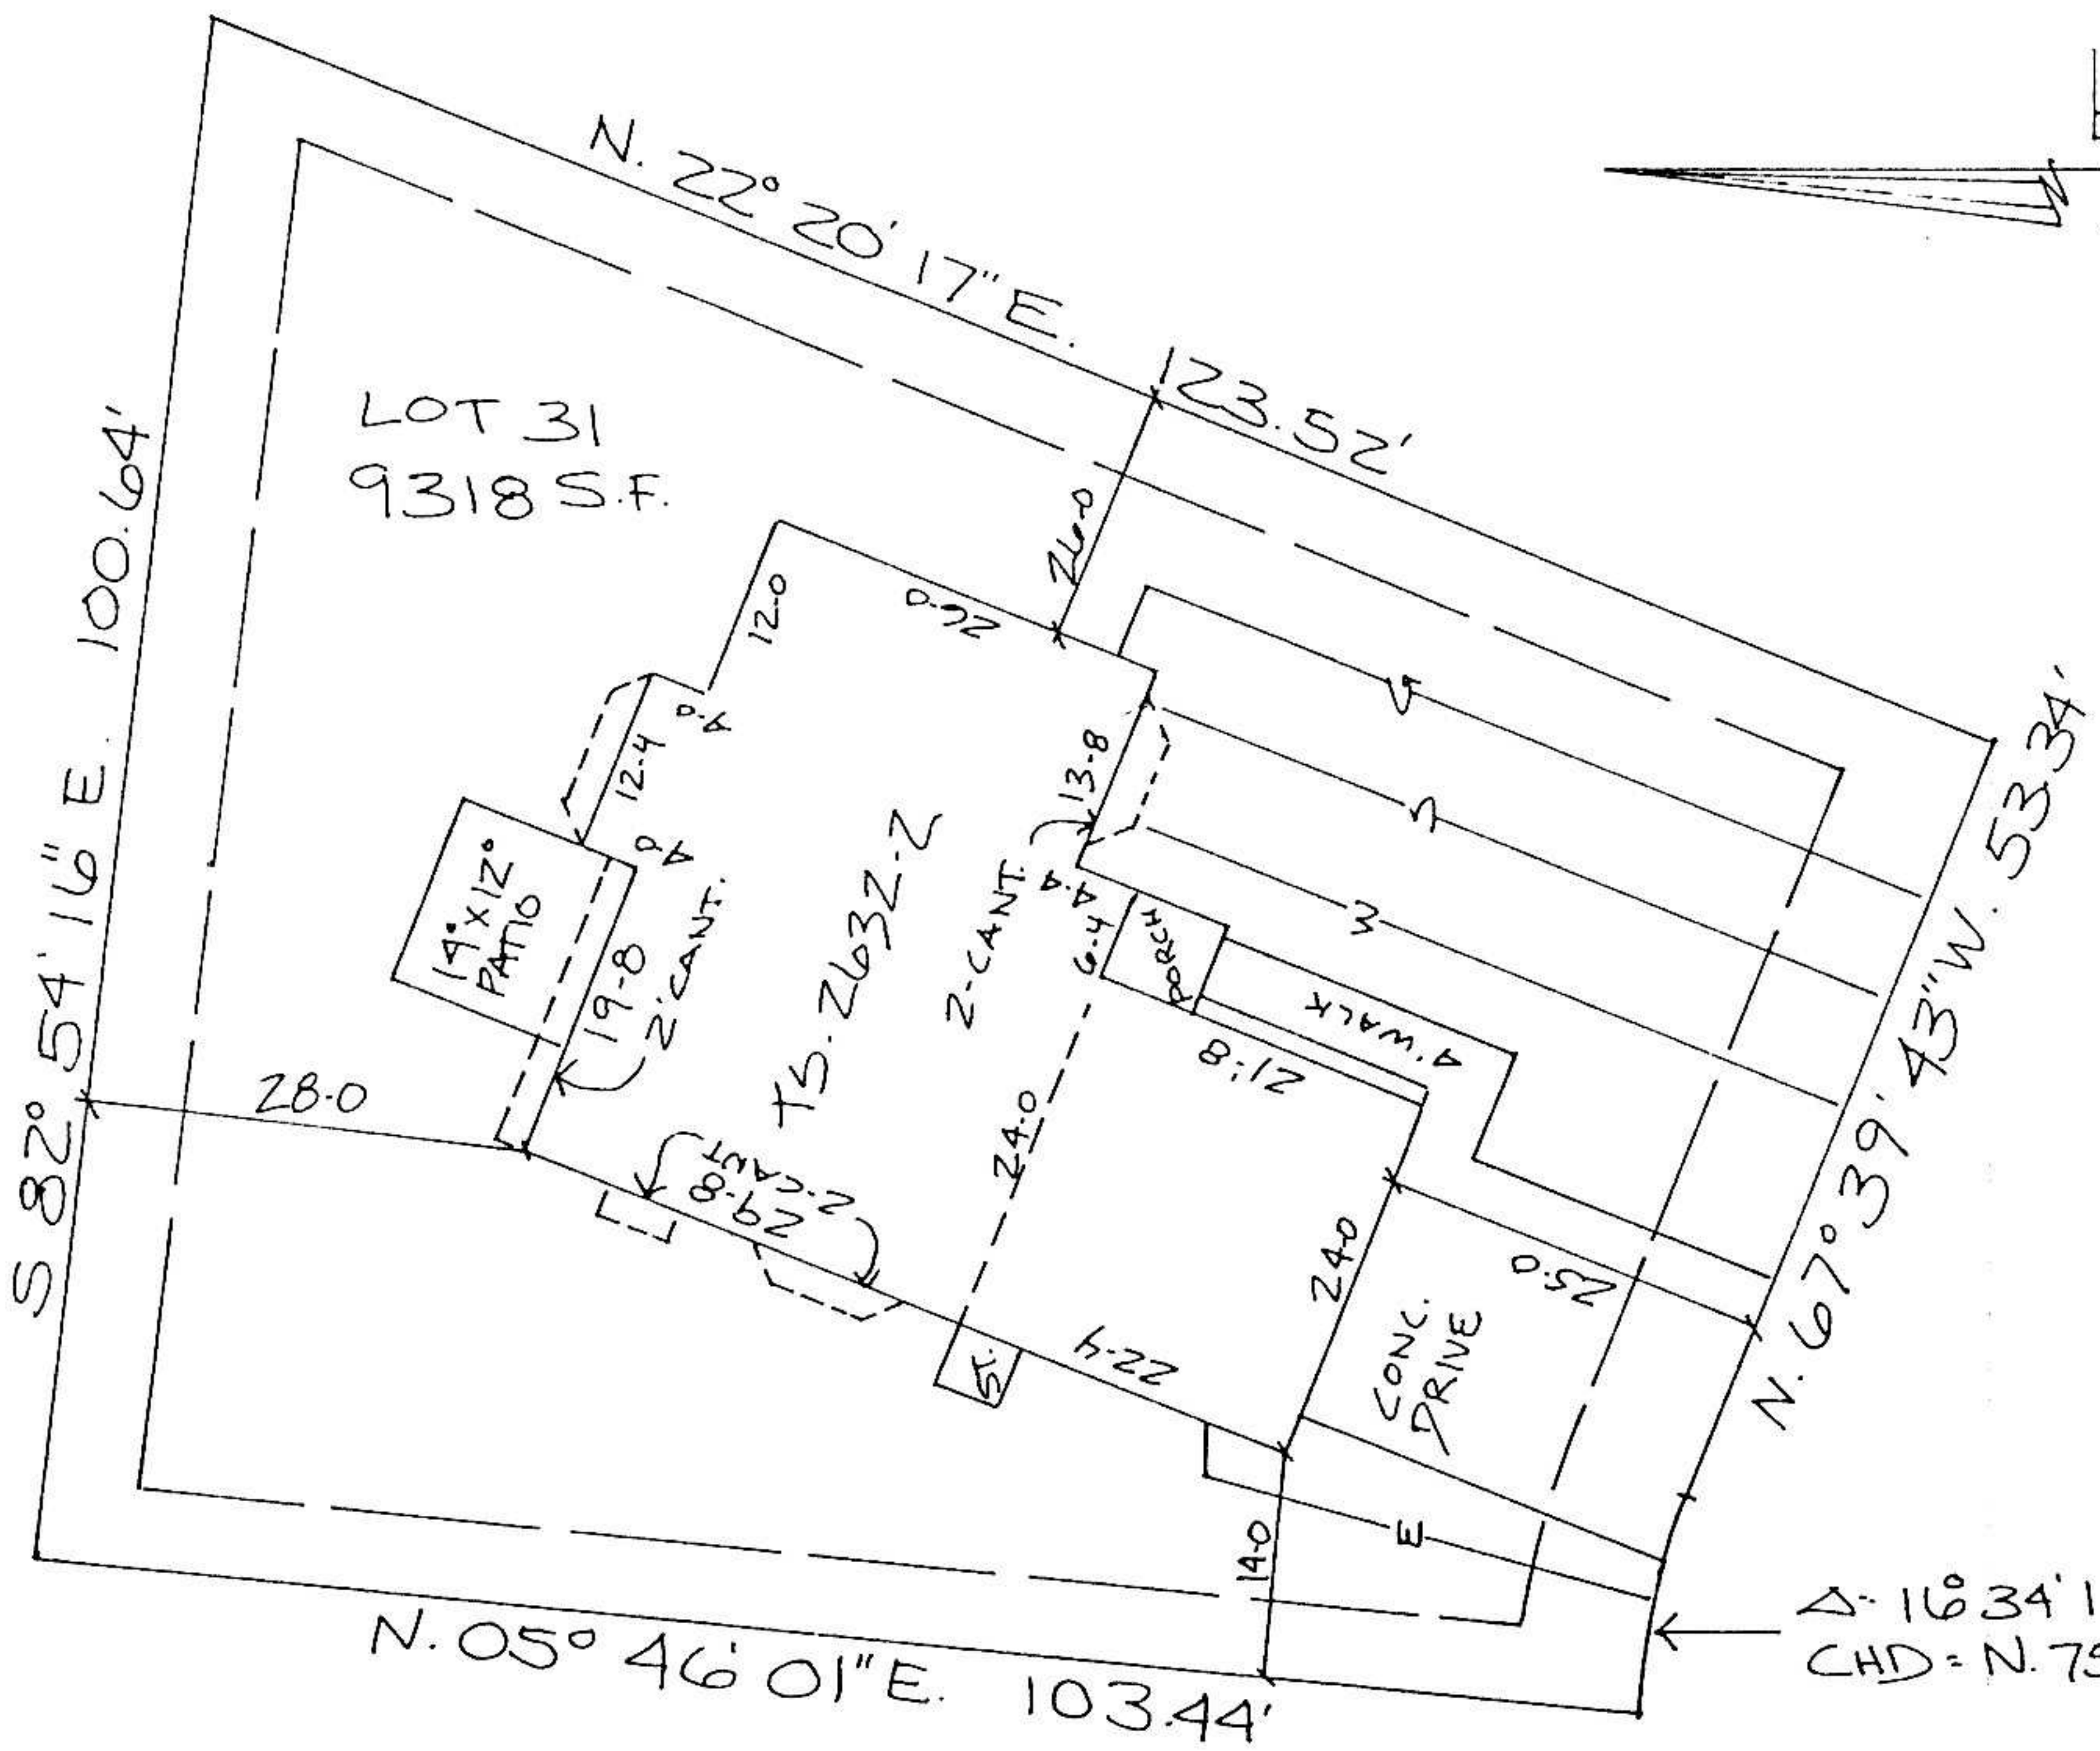 N. 22° 20' 17" E. 123.52'
N
LOT 31
9318 S.F.
S 82° 54' 16" E. 100.64'
26-0
26-0
12-0
4-0
12-4
4-0
14° x 12°
PATIO
19-8
2' CANT.
T.S. 2632-2
2-CANT.
13-8
4-4
6-4
PORCH
4' WALK
21'-8
G
S
W
N. 67° 39' 43" W. 53.34'
28-0
24-0
2-CANT
29-8
24-0
25-0
CONC.
DRIVE
ST.
22-4
14-0
E
N. 05° 46' 01" E. 103.44'
Δ- 16° 34' 1
CHD = N. 75